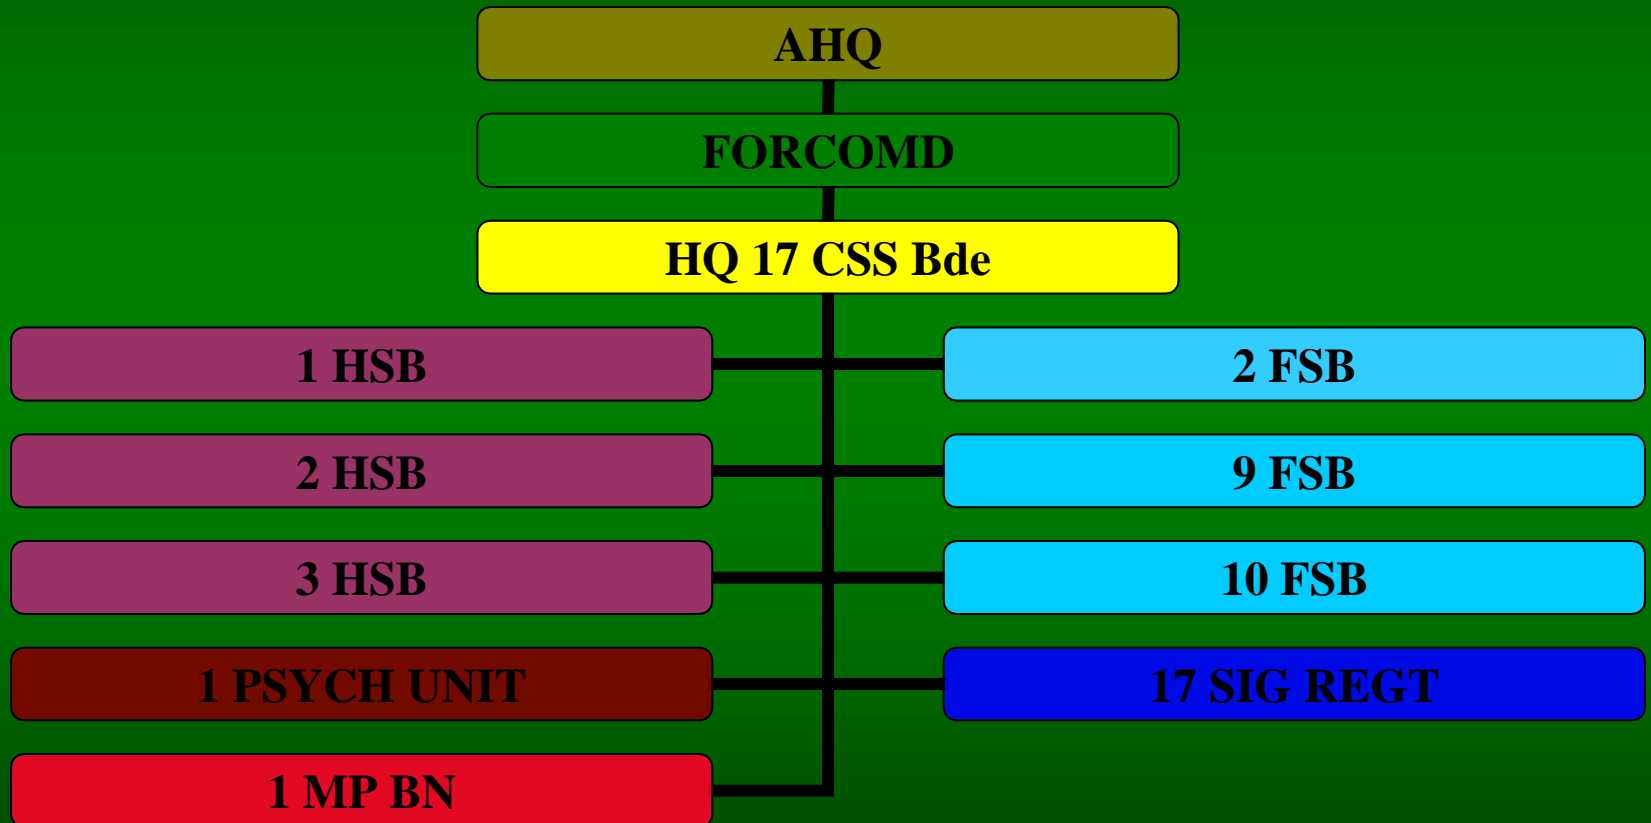 AHQ
FORCOMD
HQ 17 CSS Bde
1 HSB
2 FSB
2 HSB
9 FSB
3 HSB
10 FSB
1 PSYCH UNIT
17 SIG REGT
1 MP BN